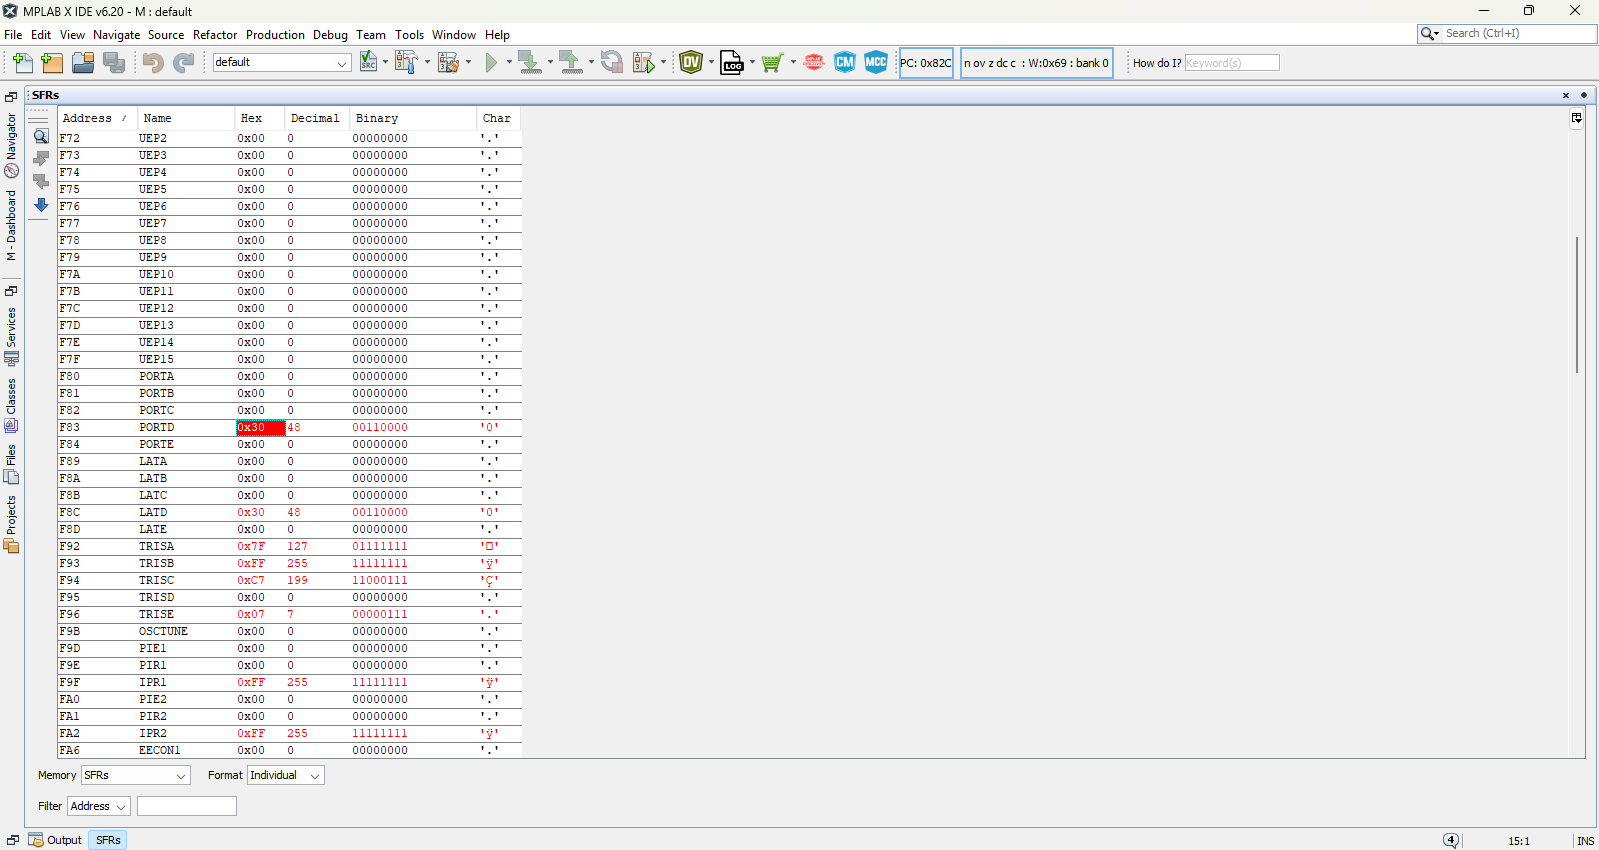 MPLAB X IDE v6.20 - M : default
File Edit View Navigate Source Refactor Production Debug Team Tools Window Help
Search (Ctrl+I)
default
PC: 0x82C
n ov z dc c : W:0x69 : bank 0
How do I? Keyword(s)
SFRs
Navigator
M - Dashboard
Services
Classes
Files
Projects
Address Name Hex Decimal Binary Char
F72 UEP2 0x00 0 00000000 '.'
F73 UEP3 0x00 0 00000000 '.'
F74 UEP4 0x00 0 00000000 '.'
F75 UEP5 0x00 0 00000000 '.'
F76 UEP6 0x00 0 00000000 '.'
F77 UEP7 0x00 0 00000000 '.'
F78 UEP8 0x00 0 00000000 '.'
F79 UEP9 0x00 0 00000000 '.'
F7A UEP10 0x00 0 00000000 '.'
F7B UEP11 0x00 0 00000000 '.'
F7C UEP12 0x00 0 00000000 '.'
F7D UEP13 0x00 0 00000000 '.'
F7E UEP14 0x00 0 00000000 '.'
F7F UEP15 0x00 0 00000000 '.'
F80 PORTA 0x00 0 00000000 '.'
F81 PORTB 0x00 0 00000000 '.'
F82 PORTC 0x00 0 00000000 '.'
F83 PORTD 0x30 48 00110000 '0'
F84 PORTE 0x00 0 00000000 '.'
F89 LATA 0x00 0 00000000 '.'
F8A LATB 0x00 0 00000000 '.'
F8B LATC 0x00 0 00000000 '.'
F8C LATD 0x30 48 00110000 '0'
F8D LATE 0x00 0 00000000 '.'
F92 TRISA 0x7F 127 01111111 '□'
F93 TRISB 0xFF 255 11111111 'ÿ'
F94 TRISC 0xC7 199 11000111 'Ç'
F95 TRISD 0x00 0 00000000 '.'
F96 TRISE 0x07 7 00000111 '.'
F9B OSCTUNE 0x00 0 00000000 '.'
F9D PIE1 0x00 0 00000000 '.'
F9E PIR1 0x00 0 00000000 '.'
F9F IPR1 0xFF 255 11111111 'ÿ'
FA0 PIE2 0x00 0 00000000 '.'
FA1 PIR2 0x00 0 00000000 '.'
FA2 IPR2 0xFF 255 11111111 'ÿ'
FA6 EECON1 0x00 0 00000000 '.'
Memory SFRs Format Individual
Filter Address
Output SFRs
4 15:1 INS